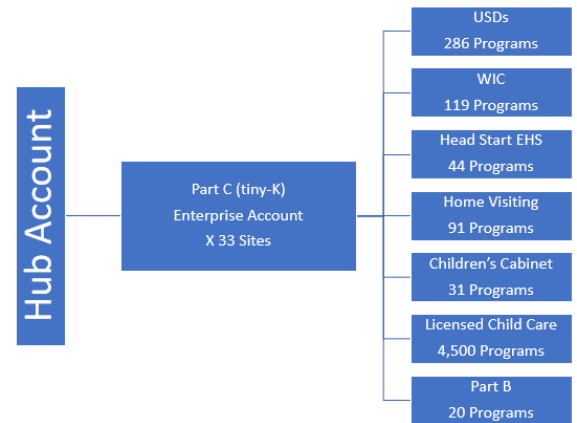 Hub Account
Part C (tiny-K)
Enterprise Account
X 33 Sites
USDs
286 Programs
WIC
119 Programs
Head Start EHS
44 Programs
Home Visiting
91 Programs
Children’s Cabinet
31 Programs
Licensed Child Care
4,500 Programs
Part B
20 Programs